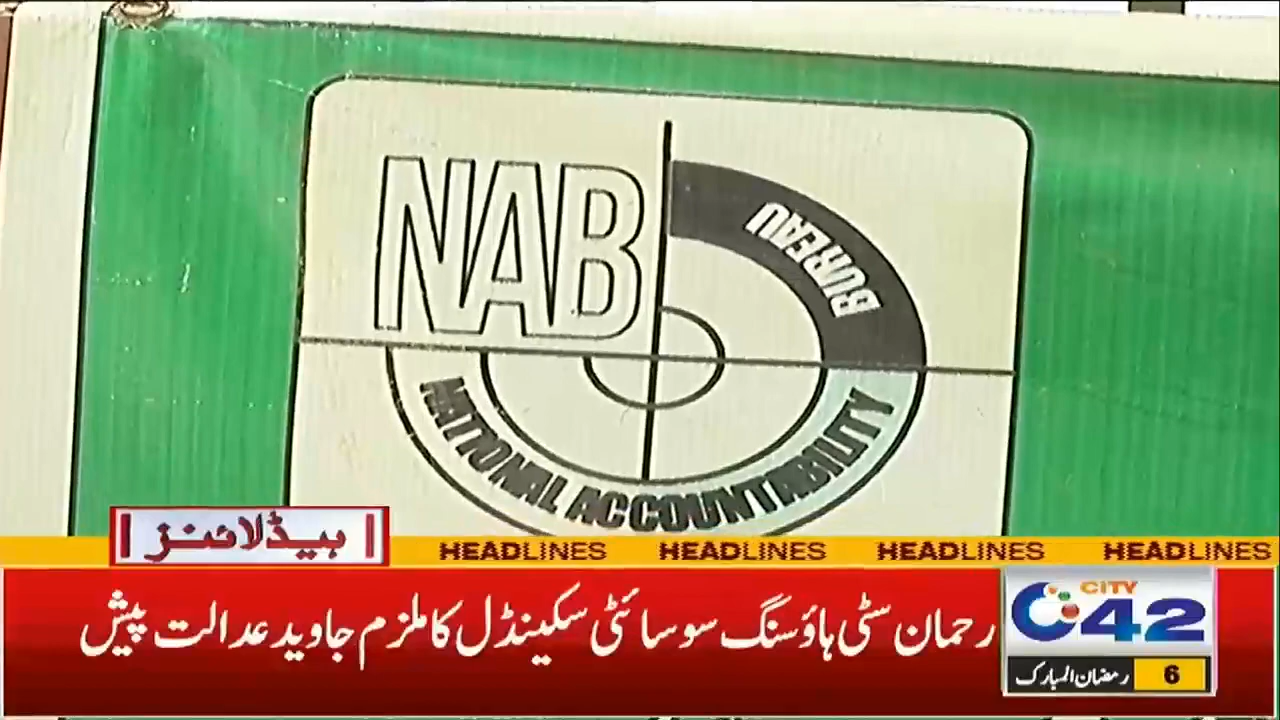 NAB
BUREAU
NATIONAL ACCOUNTABILITY
ہیڈلائنز
HEADLINES HEADLINES HEADLINES HEADLINES
رحمان سٹی ہاؤسنگ سوسائٹی سکینڈل کا ملزم جاوید عدالت پیش
CITY
42
6 رمضان المبارک